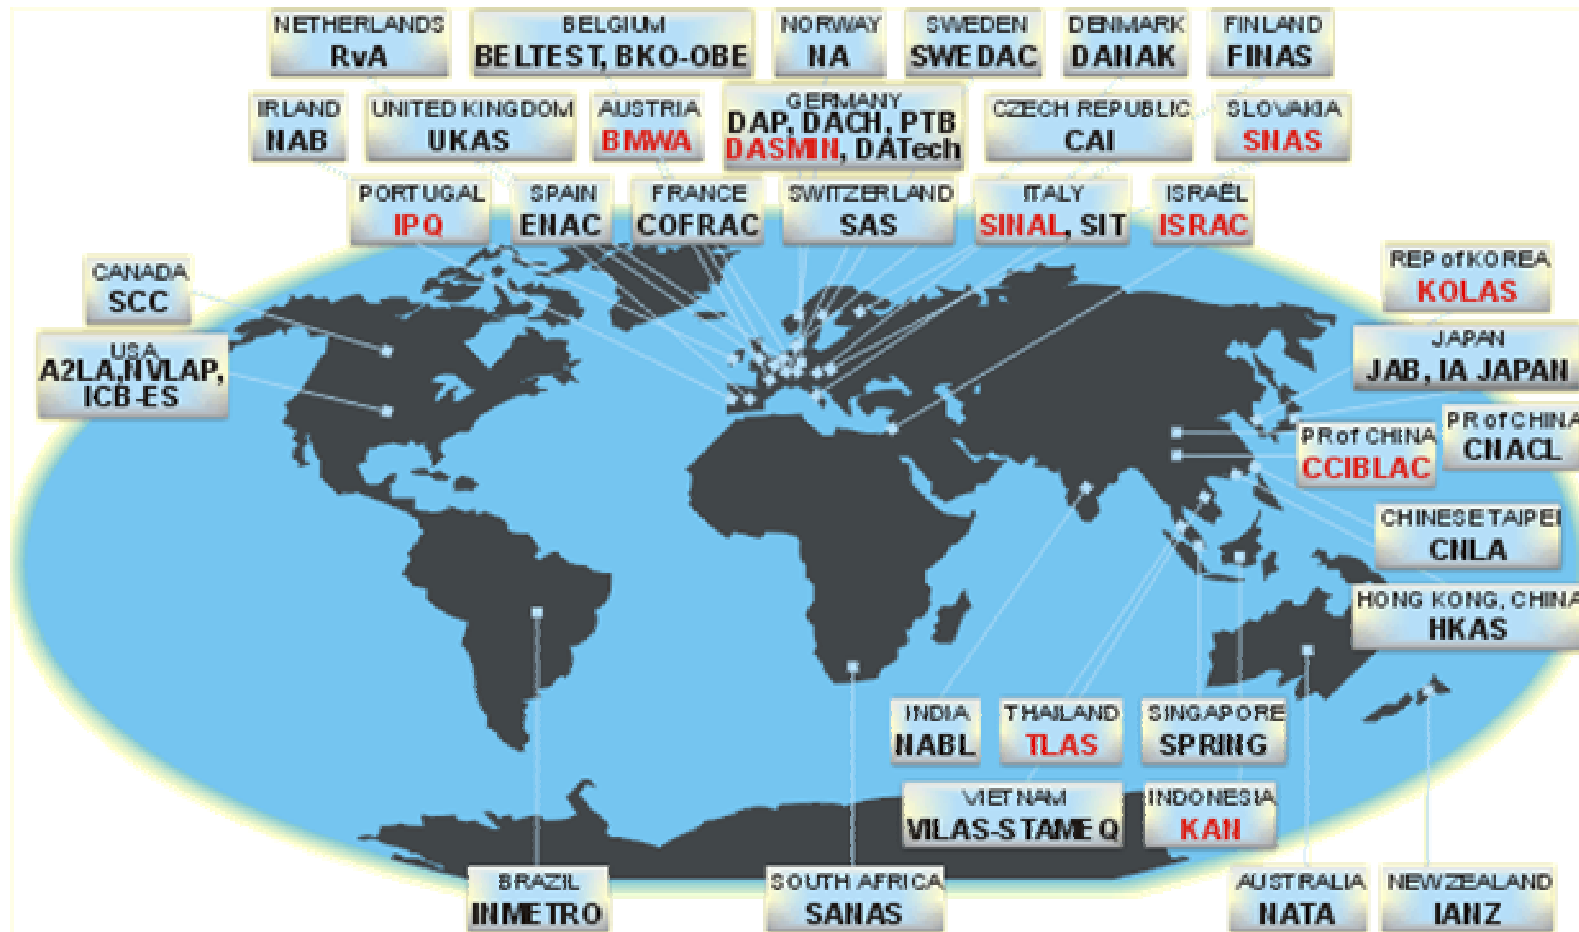 NETHERLANDS
RvA
BELGIUM
BELTEST, BKO-OBE
NORWAY
NA
SWEDEN
SWEDAC
DENMARK
DANAK
FINLAND
FINAS
IRLAND
NAB
UNITED KINGDOM
UKAS
AUSTRIA
BMWA
GERMANY
DAP, DACH, PTB
DASMIN, DATech
CZECH REPUBLIC
CAI
SLOVAKIA
SNAS
PORTUGAL
IPQ
SPAIN
ENAC
FRANCE
COFRAC
SWITZERLAND
SAS
ITALY
SINAL, SIT
ISRAËL
ISRAC
CANADA
SCC
USA
A2LA,NVLAP,
ICB-ES
REP of KOREA
KOLAS
JAPAN
JAB, IA JAPAN
PR of CHINA
CNACL
PR of CHINA
CCIBLAC
CHINESE TAIPEI
CNLA
HONG KONG, CHINA
HKAS
INDIA
NABL
THAILAND
TLAS
SINGAPORE
SPRING
VIETNAM
VILAS-STAMEQ
INDONESIA
KAN
BRAZIL
INMETRO
SOUTH AFRICA
SANAS
AUSTRALIA
NATA
NEW ZEALAND
IANZ